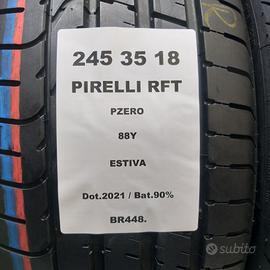 245 35 18
PIRELLI RFT
PZERO
88Y
ESTIVA
Dot.2021 / Bat.90%
BR448.
subito